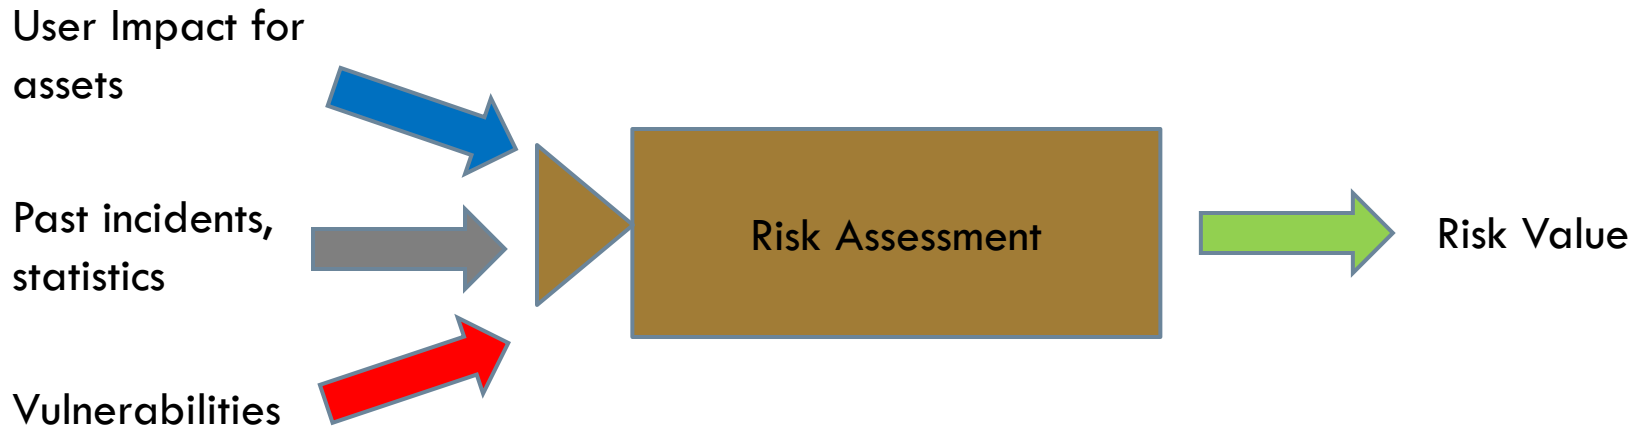 User Impact for
assets
Past incidents,
statistics
Vulnerabilities
Risk Assessment
Risk Value